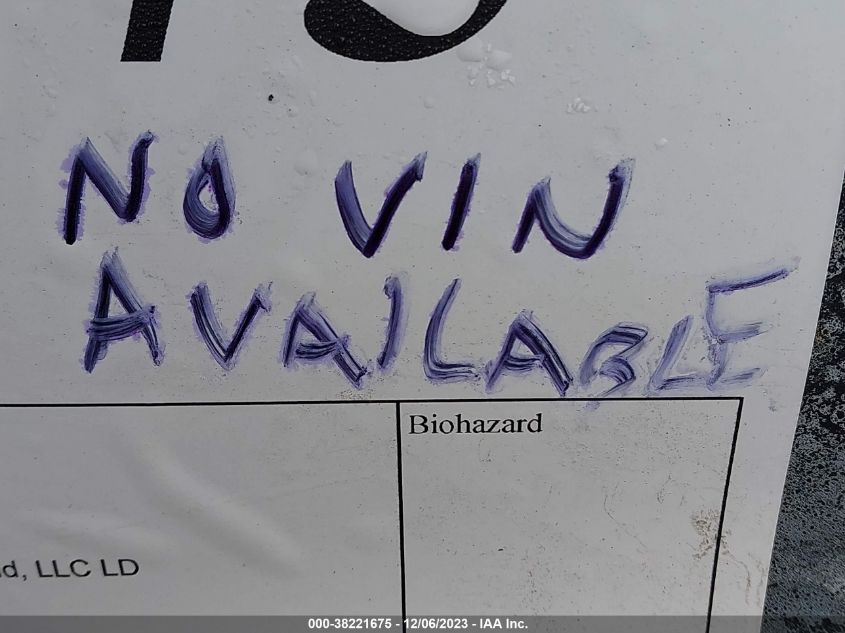 NO VIN
AVAILABLE
Biohazard
d, LLC LD
000-38221675 - 12/06/2023 - IAA Inc.